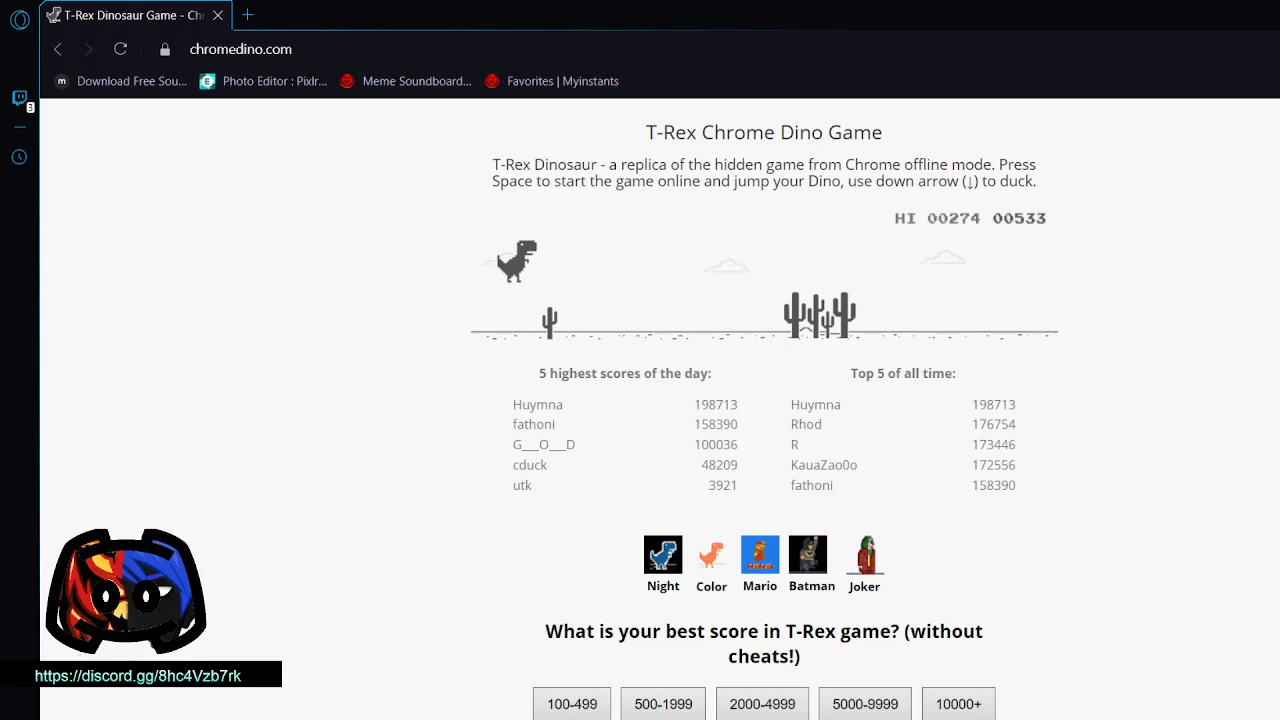 T-Rex Dinosaur Game - Chr
chromedino.com
3
m Download Free Sou...
E Photo Editor : Pixlr...
Meme Soundboard...
Favorites | Myinstants
T-Rex Chrome Dino Game
T-Rex Dinosaur - a replica of the hidden game from Chrome offline mode. Press
Space to start the game online and jump your Dino, use down arrow (↓) to duck.
HI 00274 00533
5 highest scores of the day:
Huymna 198713
fathoni 158390
G___O___D 100036
cduck 48209
utk 3921
Top 5 of all time:
Huymna 198713
Rhod 176754
R 173446
KauaZao0o 172556
fathoni 158390
Night Color Mario Batman Joker
What is your best score in T-Rex game? (without
cheats!)
100-499 500-1999 2000-4999 5000-9999 10000+
https://discord.gg/8hc4Vzb7rk